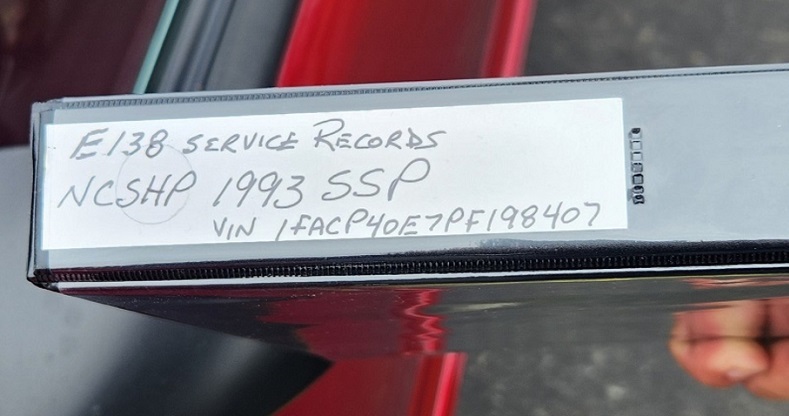 E138 SERVICE RECORDS
NCSHP 1993 SSP
VIN 1FACP40E7PF198407